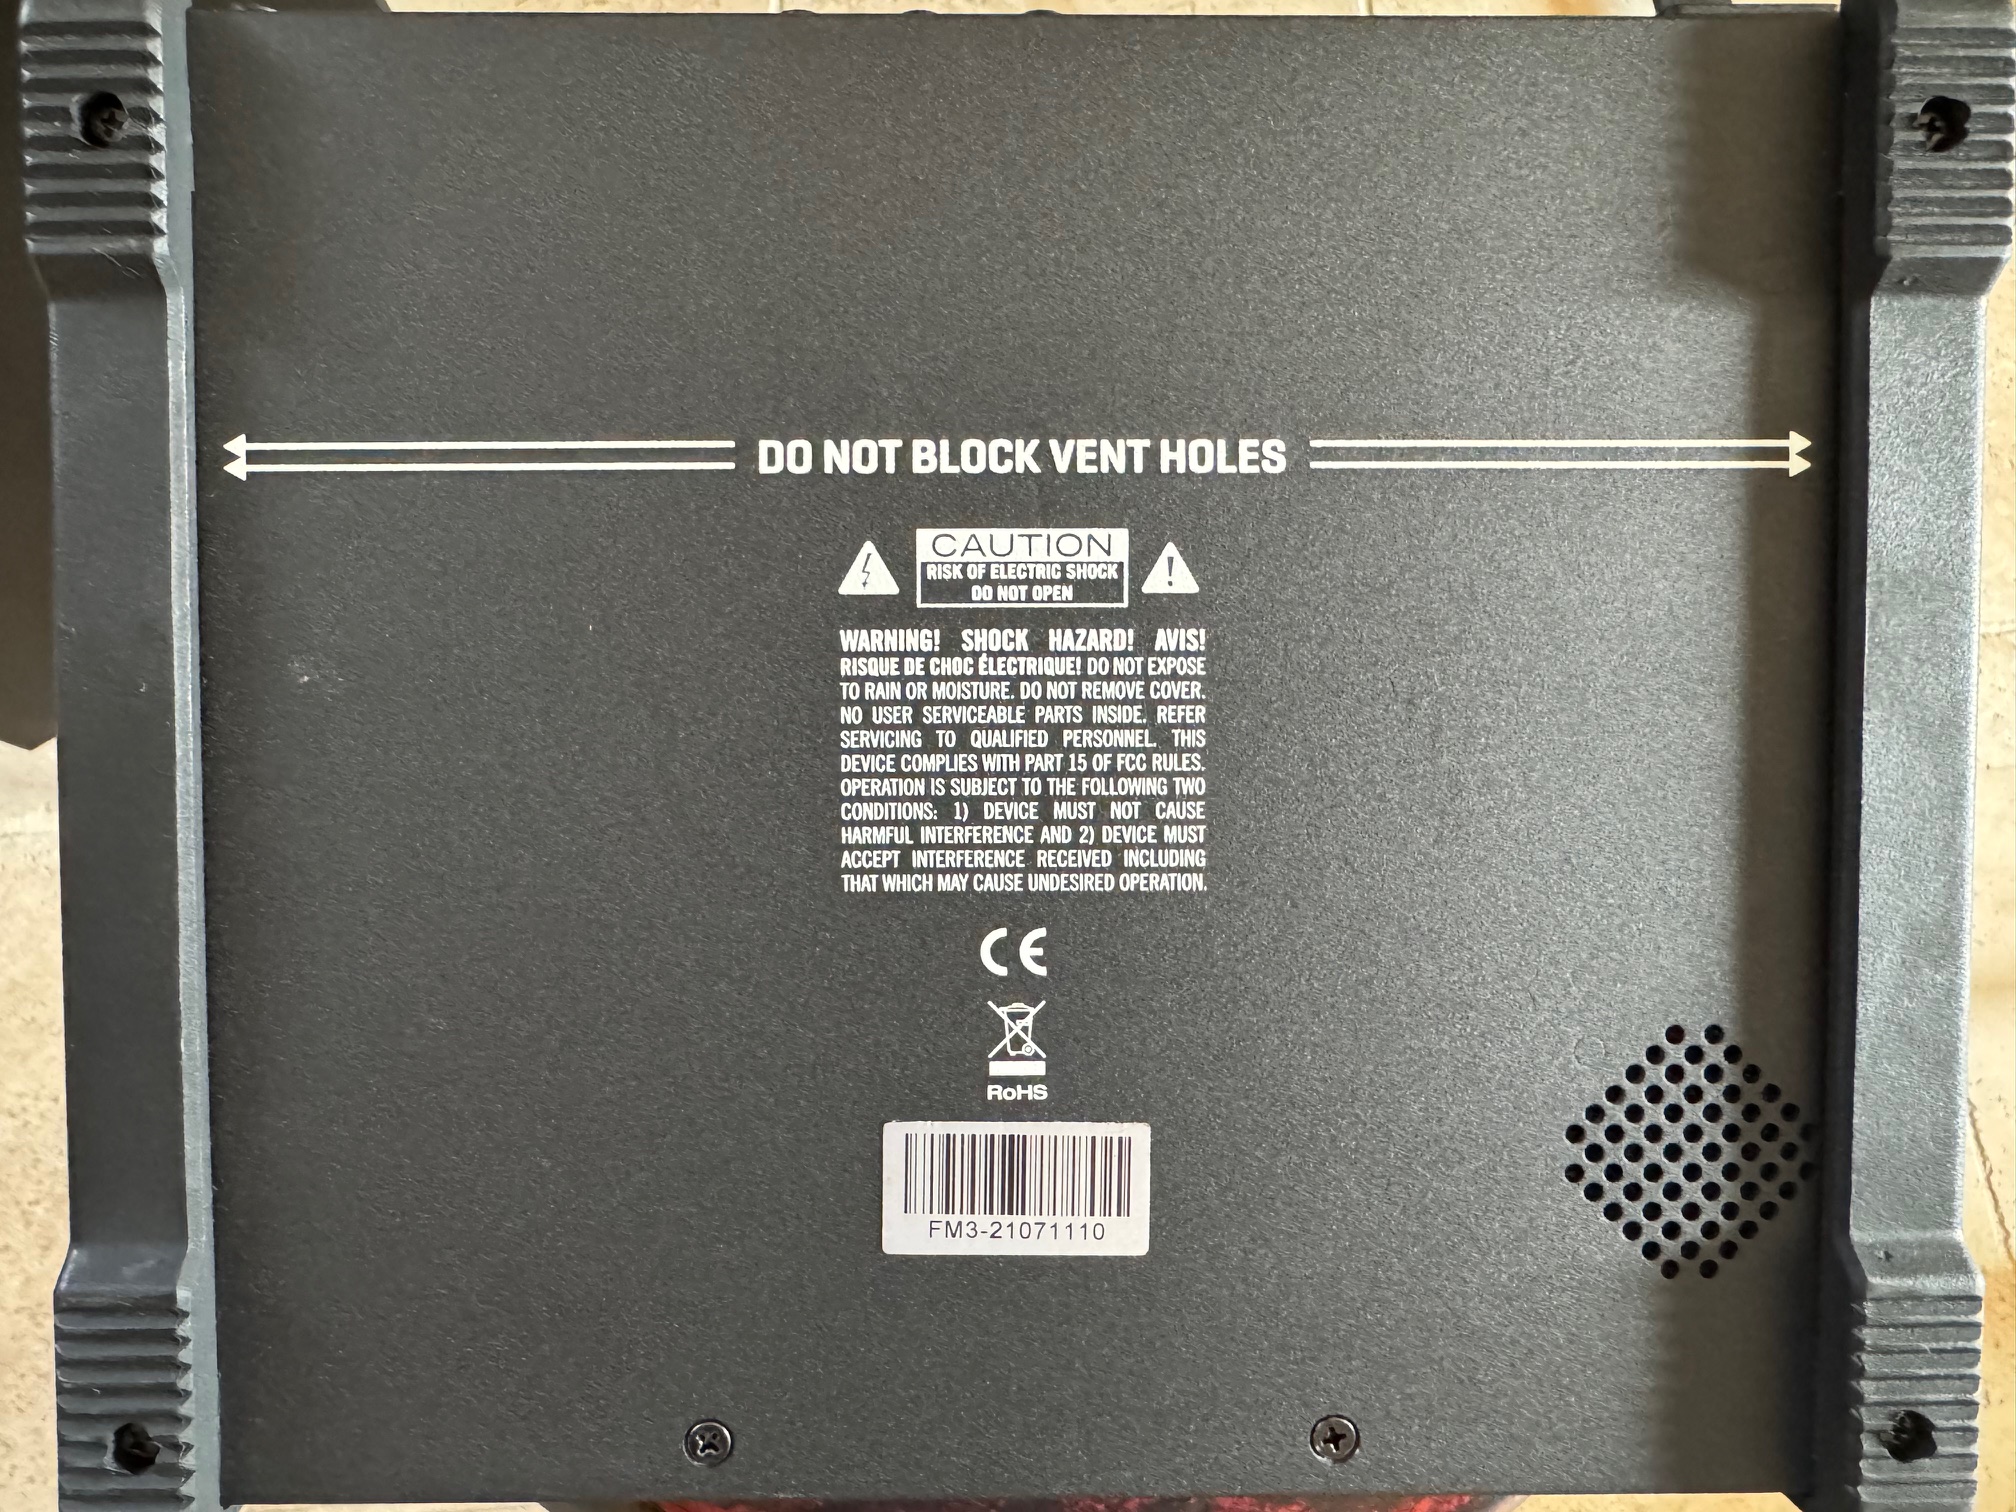 DO NOT BLOCK VENT HOLES
CAUTION
RISK OF ELECTRIC SHOCK
DO NOT OPEN
WARNING! SHOCK HAZARD! AVIS!
RISQUE DE CHOC ÉLECTRIQUE! DO NOT EXPOSE
TO RAIN OR MOISTURE. DO NOT REMOVE COVER.
NO USER SERVICEABLE PARTS INSIDE. REFER
SERVICING TO QUALIFIED PERSONNEL. THIS
DEVICE COMPLIES WITH PART 15 OF FCC RULES.
OPERATION IS SUBJECT TO THE FOLLOWING TWO
CONDITIONS: 1) DEVICE MUST NOT CAUSE
HARMFUL INTERFERENCE AND 2) DEVICE MUST
ACCEPT INTERFERENCE RECEIVED INCLUDING
THAT WHICH MAY CAUSE UNDESIRED OPERATION.
CE
RoHS
FM3-21071110